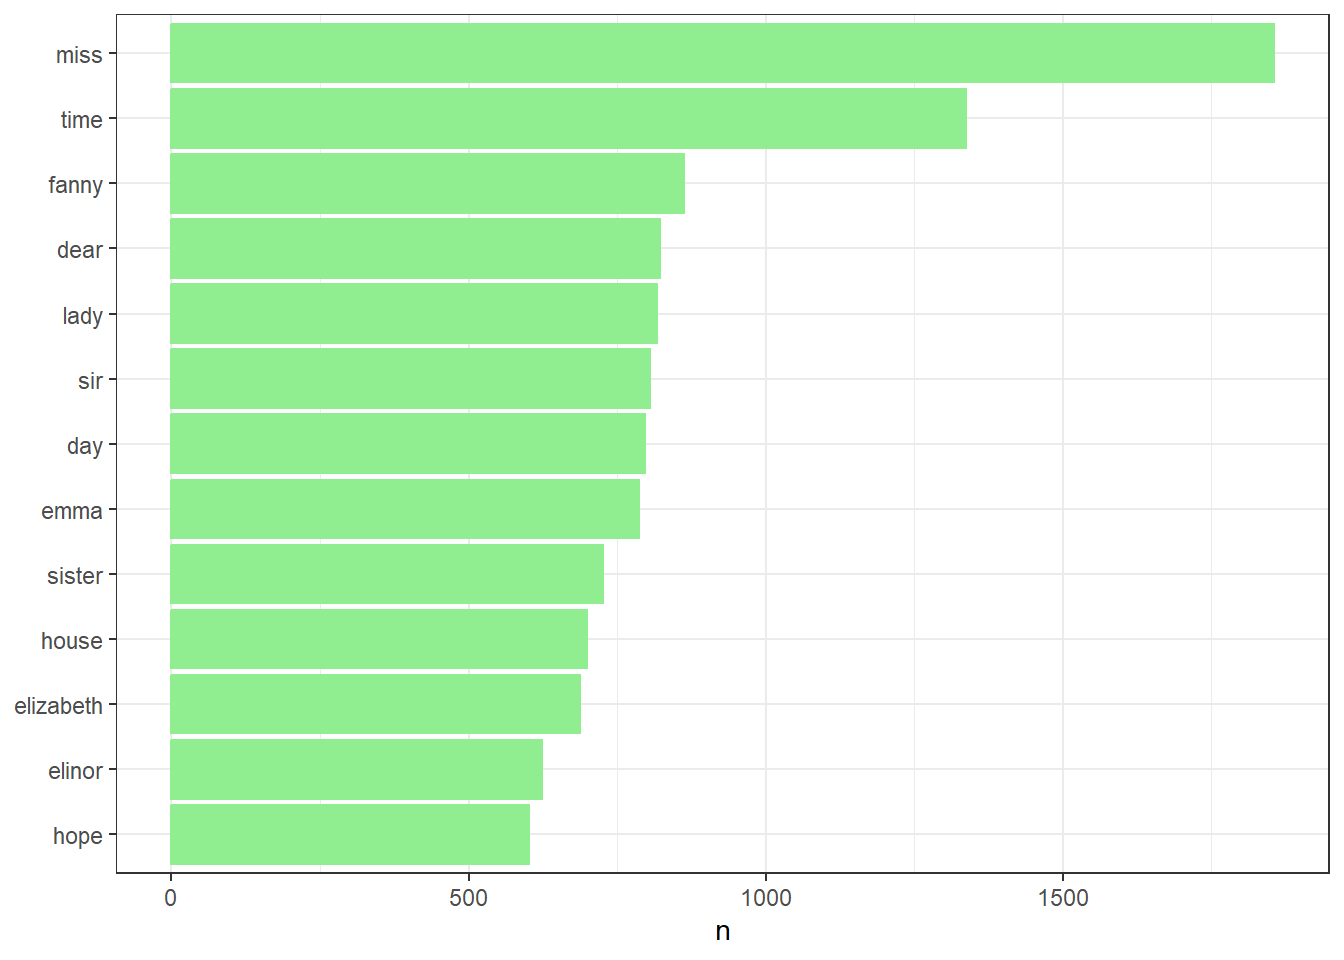 miss
time
fanny
dear
lady
sir
day
emma
sister
house
elizabeth
elinor
hope
0 500 1000 1500
n